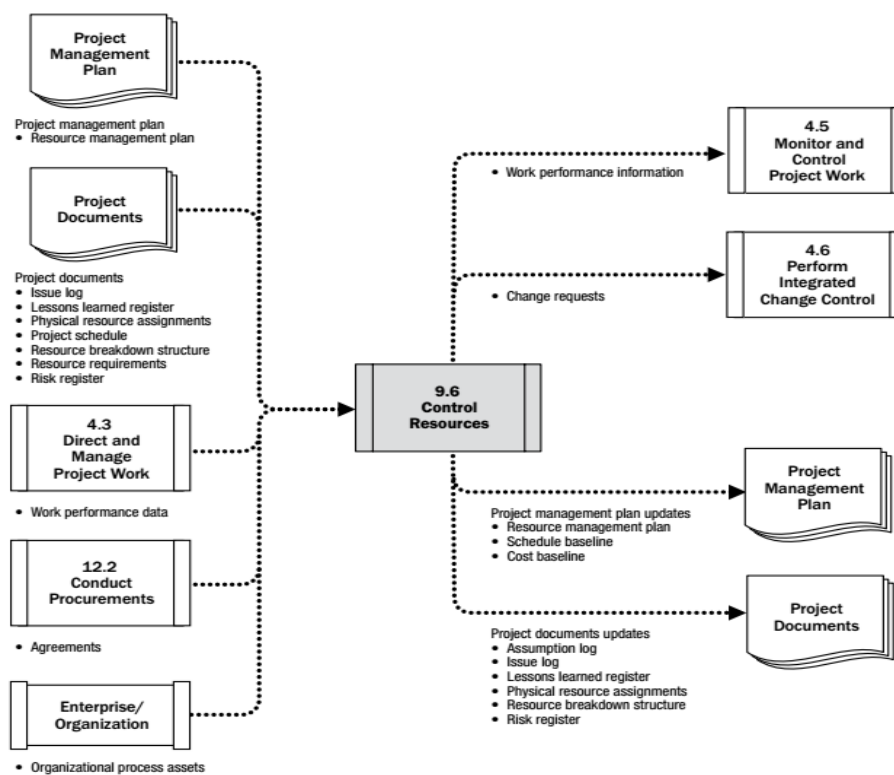 Project
Management
Plan
Project management plan
• Resource management plan
Project
Documents
Project documents
• Issue log
• Lessons learned register
• Physical resource assignments
• Project schedule
• Resource breakdown structure
• Resource requirements
• Risk register
4.3
Direct and
Manage
Project Work
• Work performance data
12.2
Conduct
Procurements
• Agreements
Enterprise/
Organization
• Organizational process assets
9.6
Control
Resources
• Work performance information
4.5
Monitor and
Control
Project Work
• Change requests
4.6
Perform
Integrated
Change Control
Project management plan updates
• Resource management plan
• Schedule baseline
• Cost baseline
Project
Management
Plan
Project documents updates
• Assumption log
• Issue log
• Lessons learned register
• Physical resource assignments
• Resource breakdown structure
• Risk register
Project
Documents